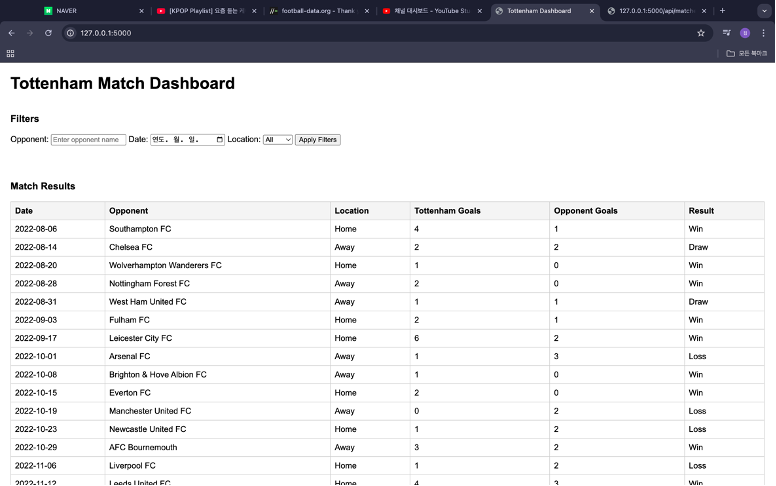 NAVER
[KPOP Playlist] 요즘 듣는 
football-data.org - Thank
채널 대시보드 - YouTube Stu
Tottenham Dashboard
127.0.0.1:5000/api/match
127.0.0.1:5000
모든 북마크
Tottenham Match Dashboard
Filters
Opponent: Enter opponent name Date: 연도. 월. 일. Location: All Apply Filters
Match Results
Date Opponent Location Tottenham Goals Opponent Goals Result
2022-08-06 Southampton FC Home 4 1 Win
2022-08-14 Chelsea FC Away 2 2 Draw
2022-08-20 Wolverhampton Wanderers FC Home 1 0 Win
2022-08-28 Nottingham Forest FC Away 2 0 Win
2022-08-31 West Ham United FC Away 1 1 Draw
2022-09-03 Fulham FC Home 2 1 Win
2022-09-17 Leicester City FC Home 6 2 Win
2022-10-01 Arsenal FC Away 1 3 Loss
2022-10-08 Brighton & Hove Albion FC Away 1 0 Win
2022-10-15 Everton FC Home 2 0 Win
2022-10-19 Manchester United FC Away 0 2 Loss
2022-10-23 Newcastle United FC Home 1 2 Loss
2022-10-29 AFC Bournemouth Away 3 2 Win
2022-11-06 Liverpool FC Home 1 2 Loss
2022-11-12 Leeds United FC Home 4 3 Win